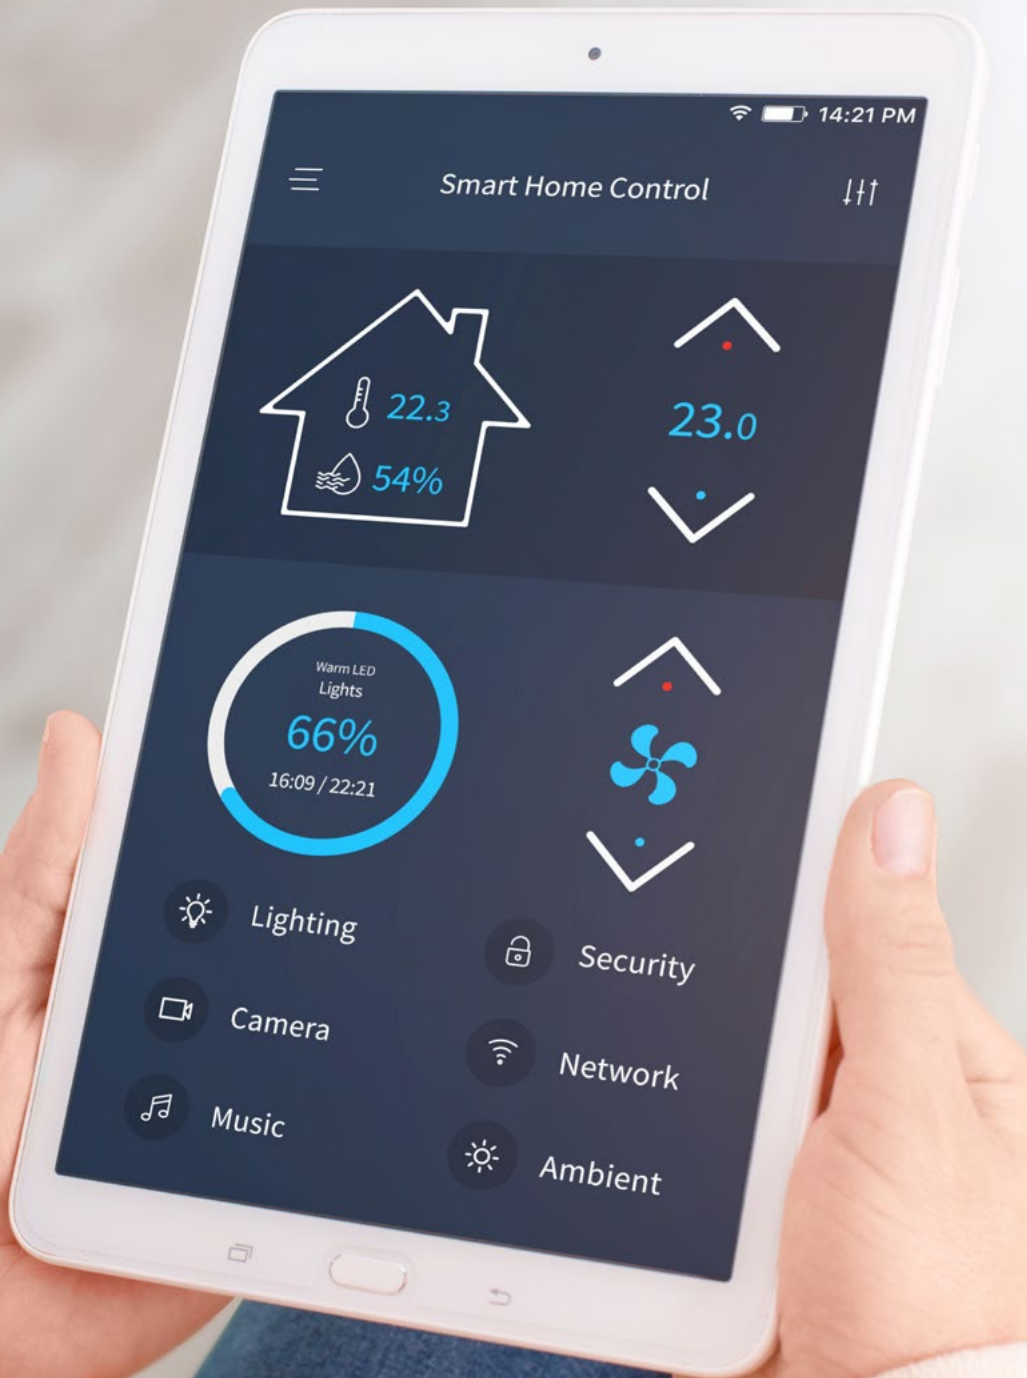 14:21 PM
Smart Home Control
22.3
23.0
54%
Warm LED
Lights
66%
16:09 / 22:21
Lighting
Security
Camera
Network
Music
Ambient